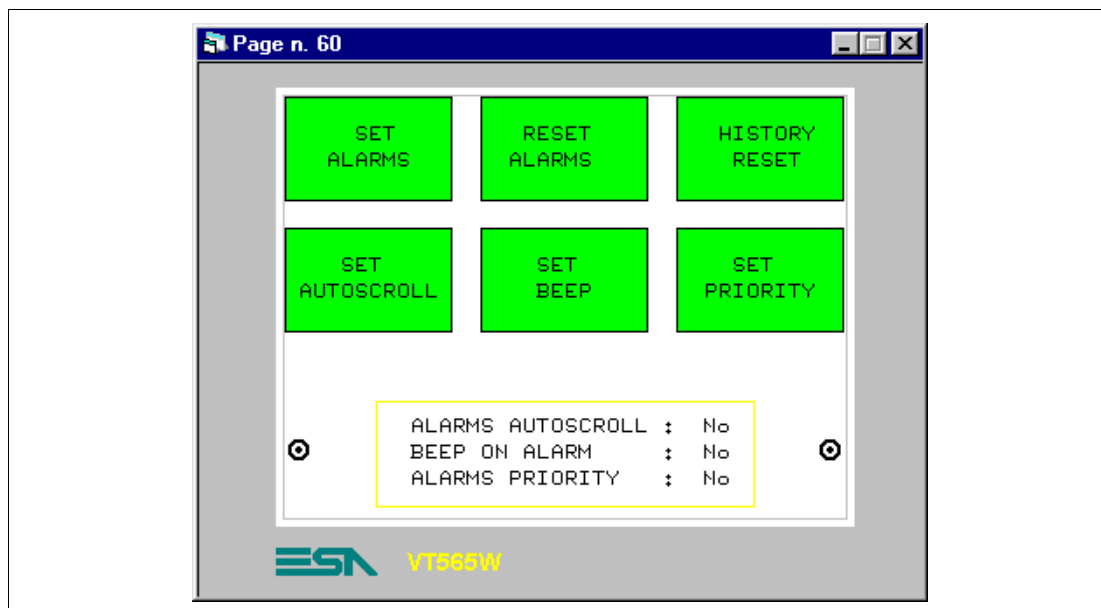 Page n. 60
SET
ALARMS
RESET
ALARMS
HISTORY
RESET
SET
AUTOSCROLL
SET
BEEP
SET
PRIORITY
ALARMS AUTOSCROLL : No
BEEP ON ALARM : No
ALARMS PRIORITY : No
ESA VT565W